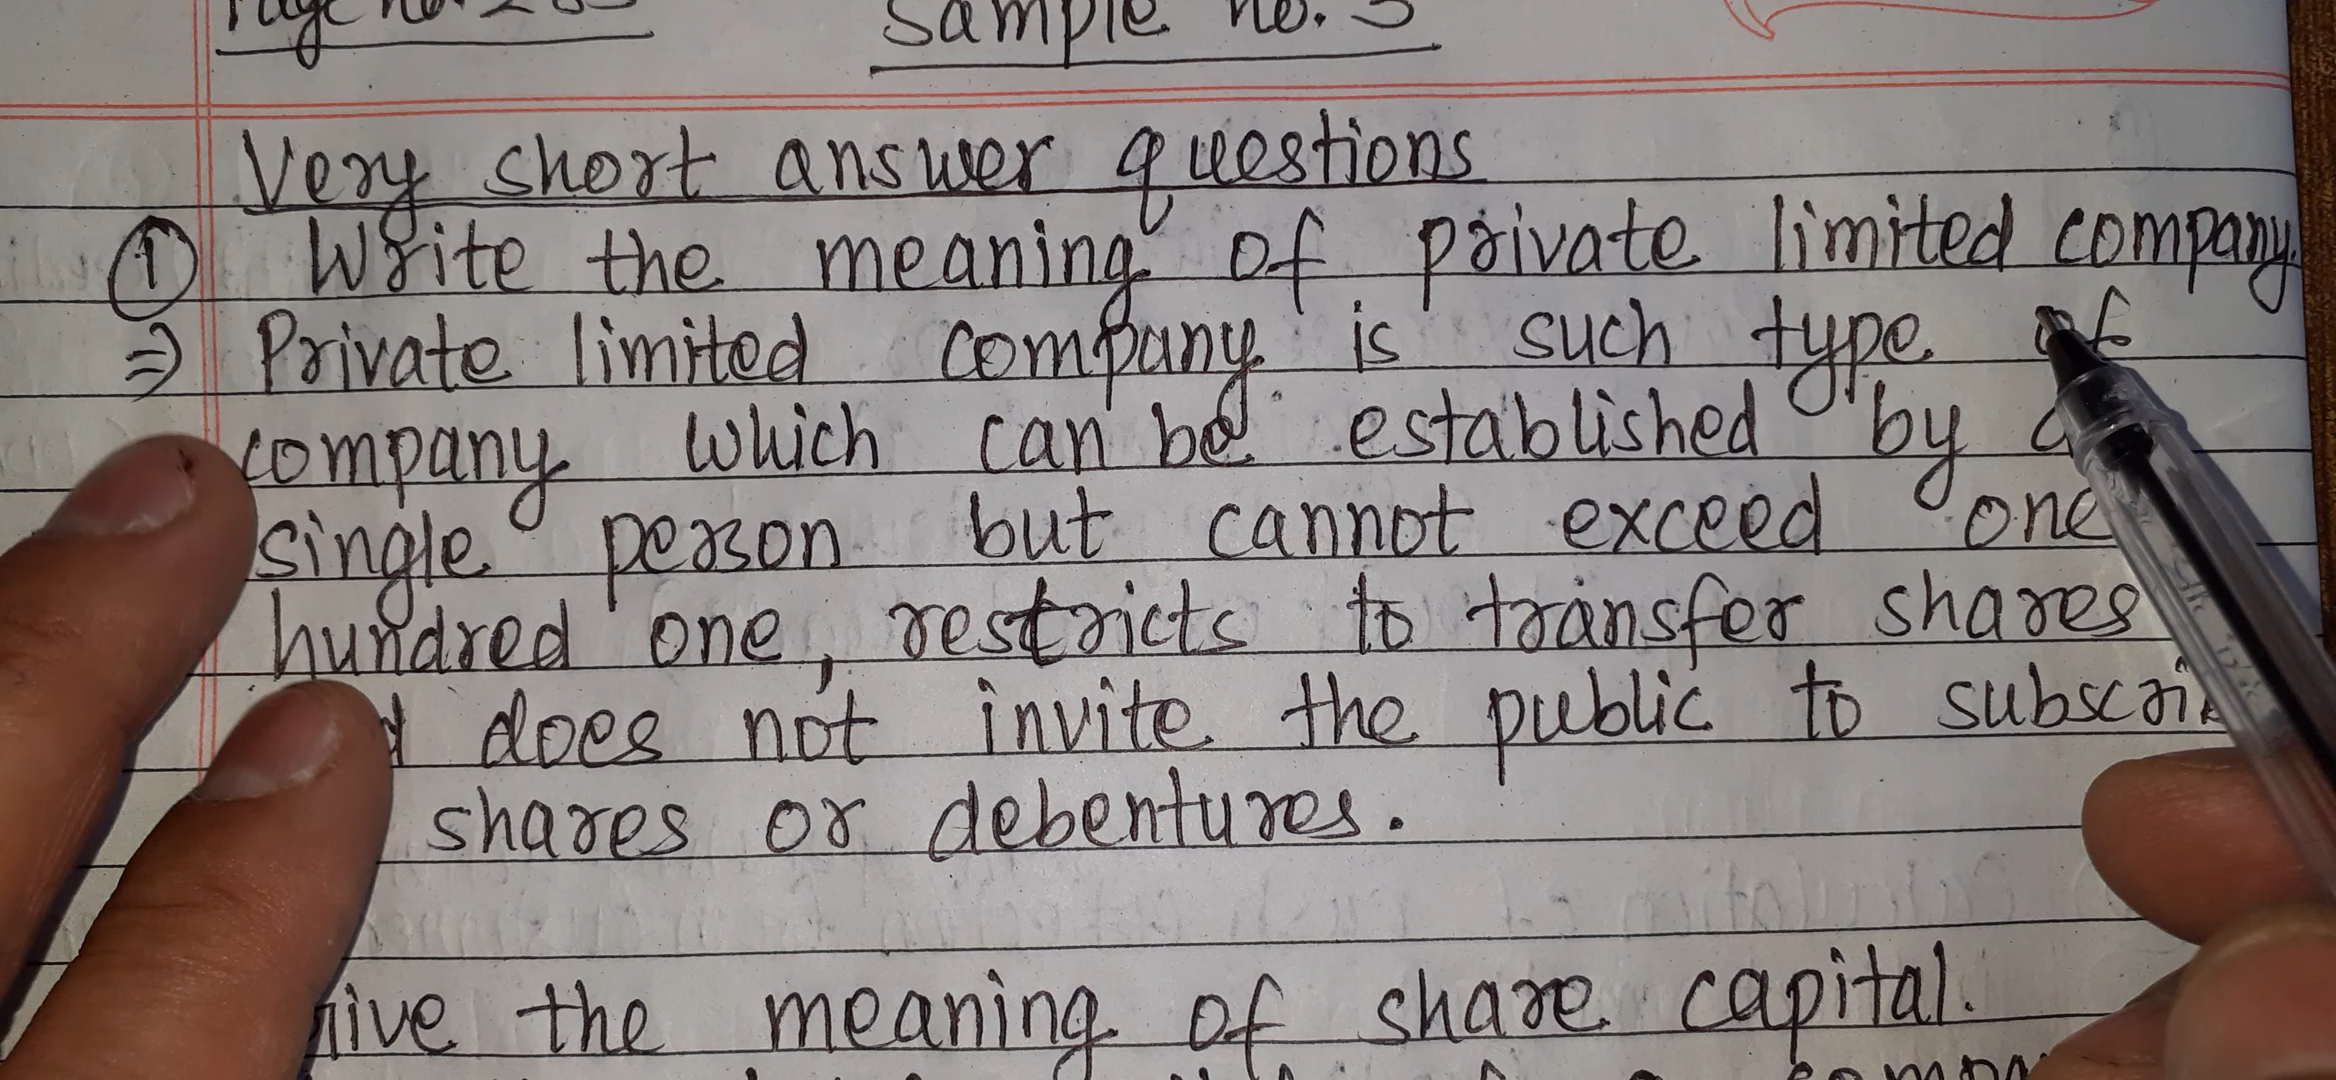 Sample no. 3
Very short answer questions
① Write the meaning of private limited company.
⇒ Private limited company is such type of
company which can be established by a
single person but cannot exceed one
hundred one, restricts to transfer shares
does not invite the public to
shares or debentures.
the meaning of share capital.